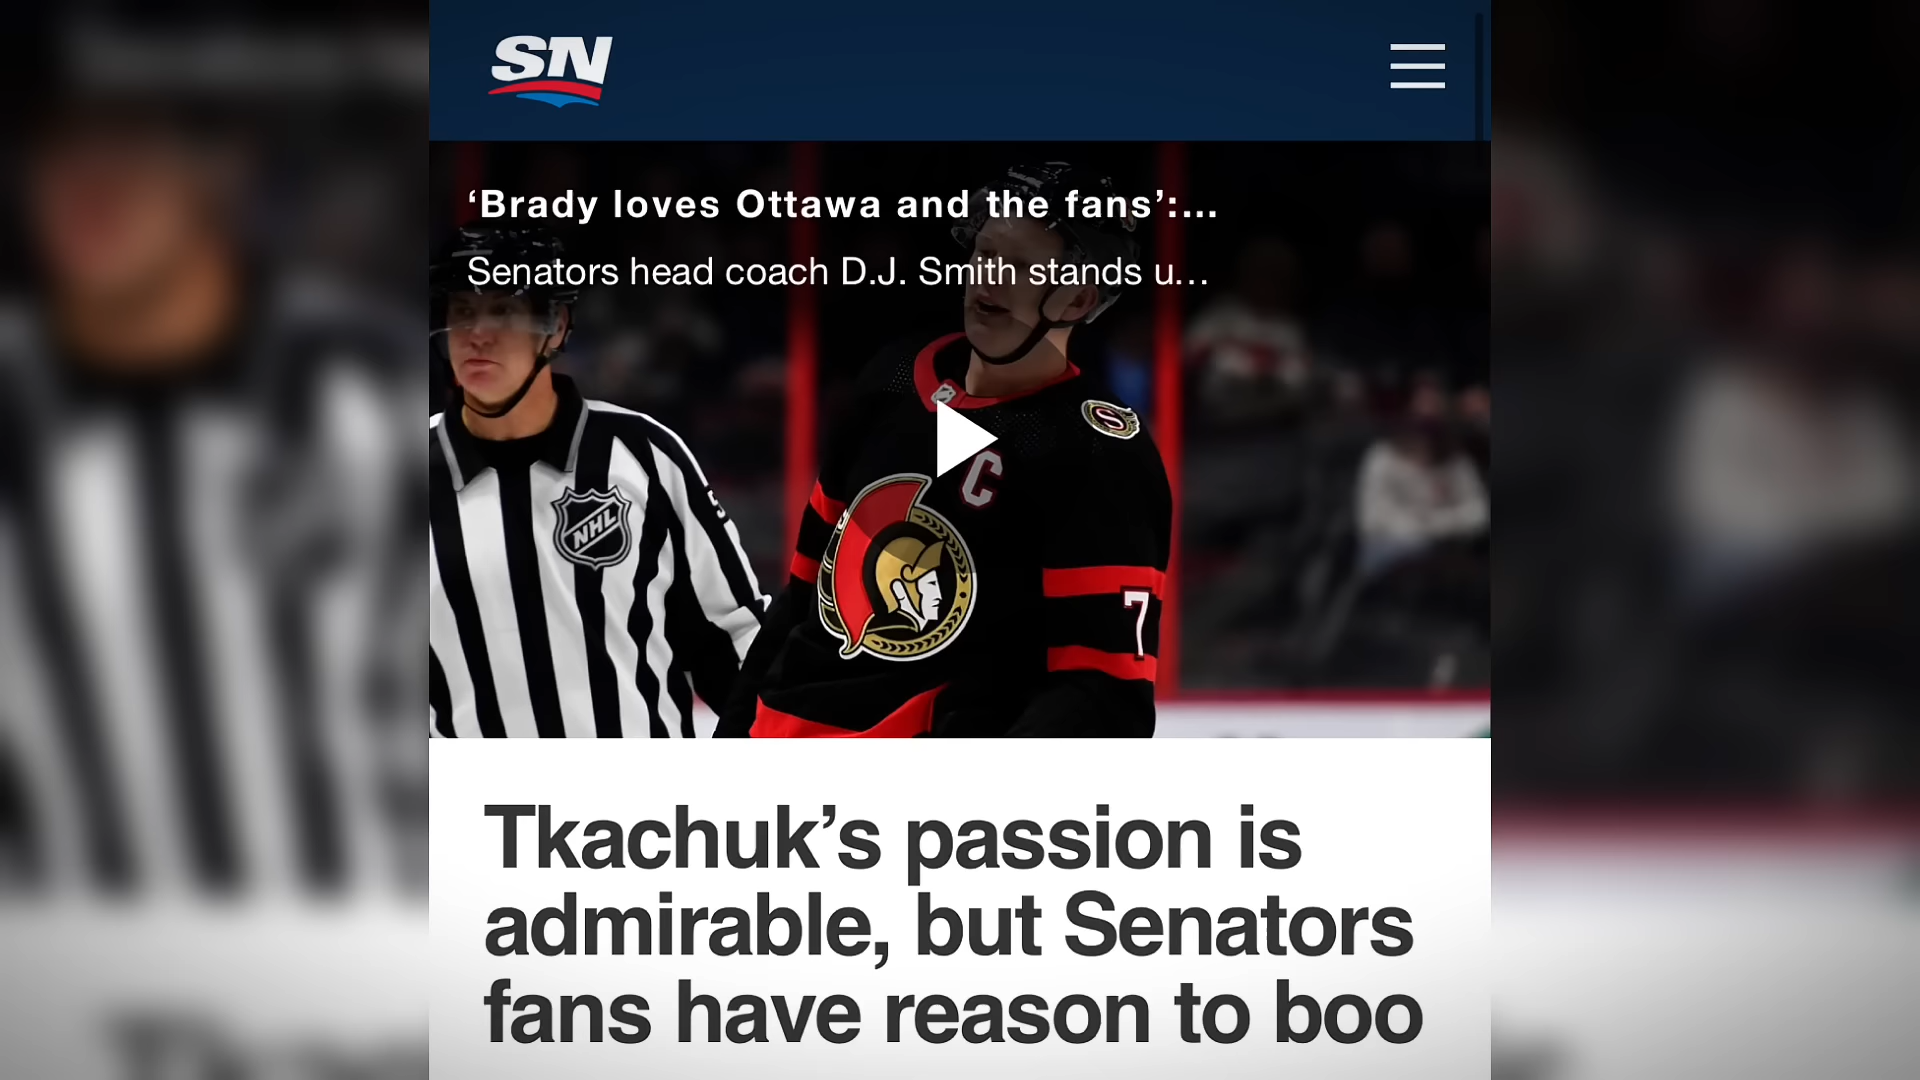 SN
‘Brady loves Ottawa and the fans’:...
Senators head coach D.J. Smith stands u...
C
NHL
5
7
Tkachuk’s passion is
admirable, but Senators
fans have reason to boo